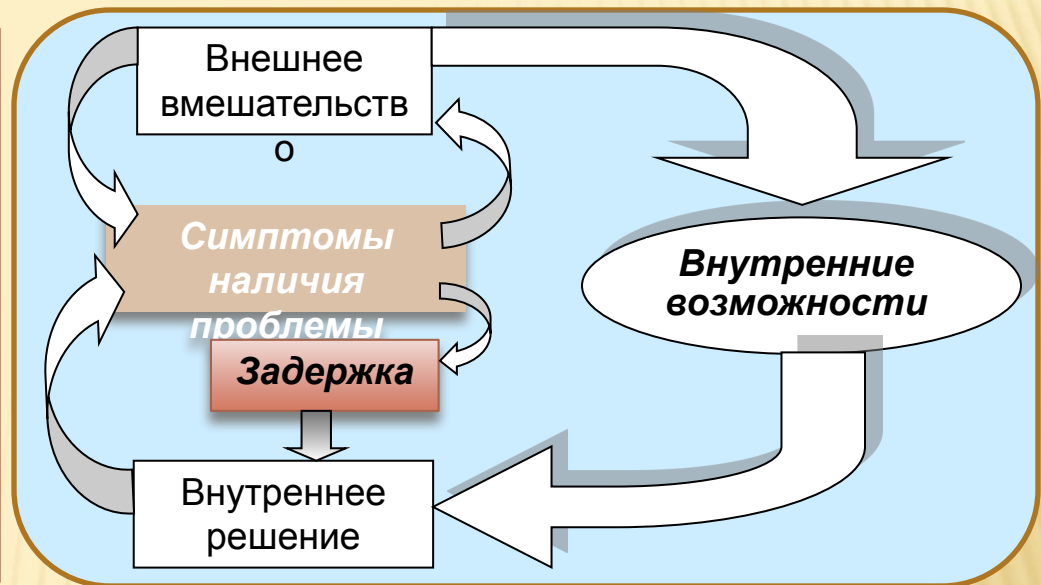 Внешнее
вмешательств
о
Симптомы
наличия
проблемы
Внутренние
возможности
Задержка
Внутреннее
решение